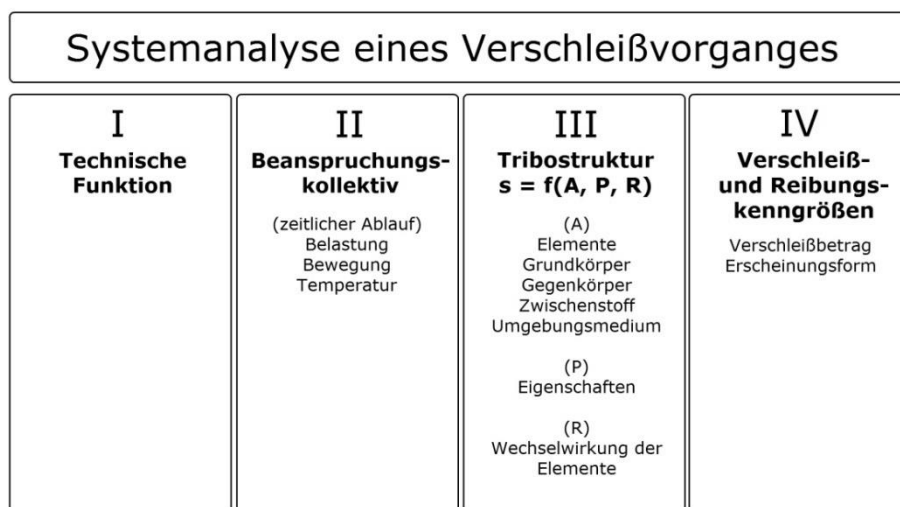 Systemanalyse eines Verschleißvorganges
I
Technische
Funktion
II
Beanspruchungs-
kollektiv
(zeitlicher Ablauf)
Belastung
Bewegung
Temperatur
III
Tribostruktur
s = f(A, P, R)
(A)
Elemente
Grundkörper
Gegenkörper
Zwischenstoff
Umgebungsmedium
(P)
Eigenschaften
(R)
Wechselwirkung der
Elemente
IV
Verschleiß-
und Reibungs-
kenngrößen
Verschleißbetrag
Erscheinungsform